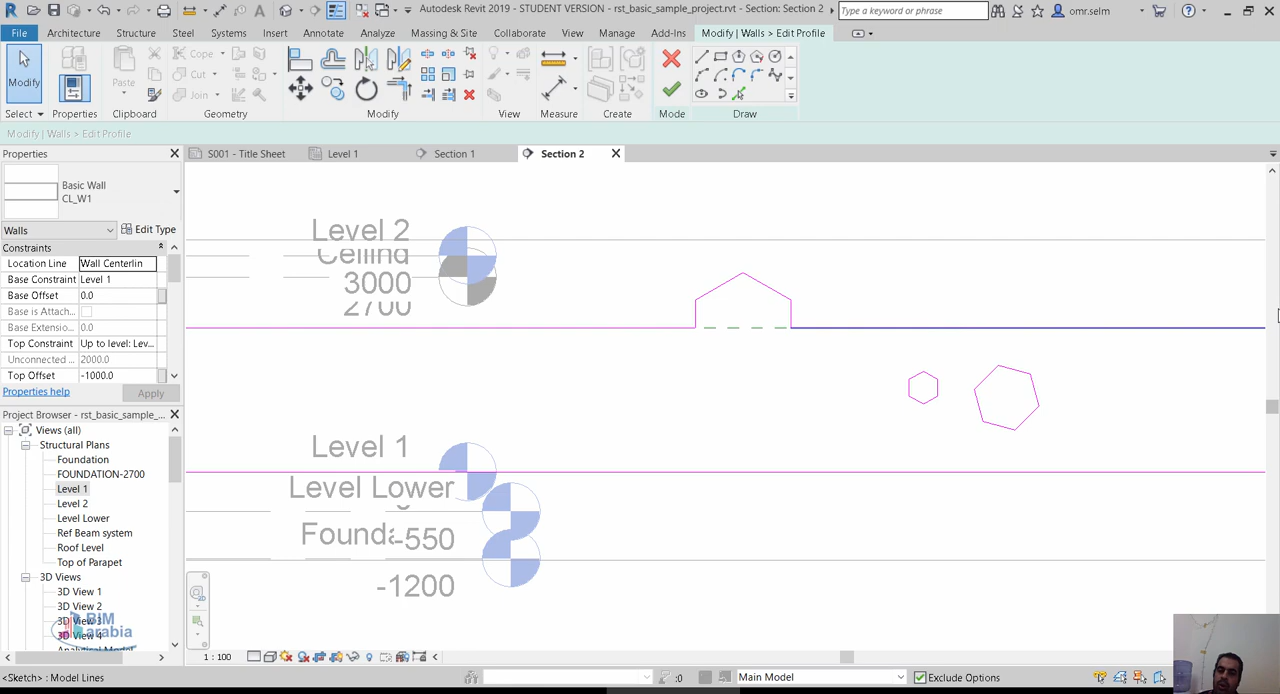 Autodesk Revit 2019 - STUDENT VERSION - rst_basic_sample_project.rvt - Section: Section 2
Type a keyword or phrase
omr.selm
File Architecture Structure Steel Systems Insert Annotate Analyze Massing & Site Collaborate View Manage Add-Ins Modify | Walls > Edit Profile
Modify
Paste
Cope
Cut
Join
Select Properties Clipboard Geometry Modify View Measure Create Mode Draw
Modify | Walls > Edit Profile
Properties
S001 - Title Sheet
Level 1
Section 1
Section 2
Basic Wall
CL_W1
Walls
Edit Type
Constraints
Location Line Wall Centerlin
Base Constraint Level 1
Base Offset 0.0
Base is Attach...
Base Extensio... 0.0
Top Constraint Up to level: Lev...
Unconnected ... 2000.0
Top Offset -1000.0
Properties help
Apply
Project Browser - rst_basic_sample_...
Views (all)
Structural Plans
Foundation
FOUNDATION-2700
Level 1
Level 2
Level Lower
Ref Beam system
Roof Level
Top of Parapet
3D Views
3D View 1
3D View 2
3D View 3
3D View 4
BIM
arabia
Level 2
Ceiling
3000
2700
Level 1
Level Lower
-550
-1200
1 : 100
<Sketch> : Model Lines
:0
Main Model
Exclude Options